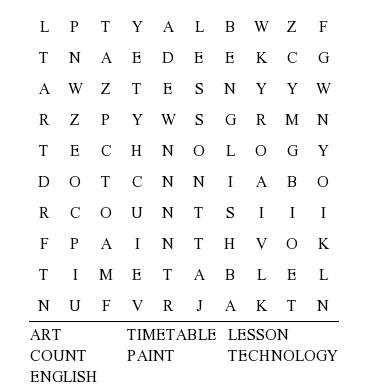 L P T Y A L B W Z F
T N A E D E E K C G
A W Z T E S N Y Y W
R Z P Y W S G R M N
T E C H N O L O G Y
D O T C N N I A B O
R C O U N T S I I I
F P A I N T H V O K
T I M E T A B L E L
N U F V R J A K T N
ART TIMETABLE LESSON
COUNT PAINT TECHNOLOGY
ENGLISH